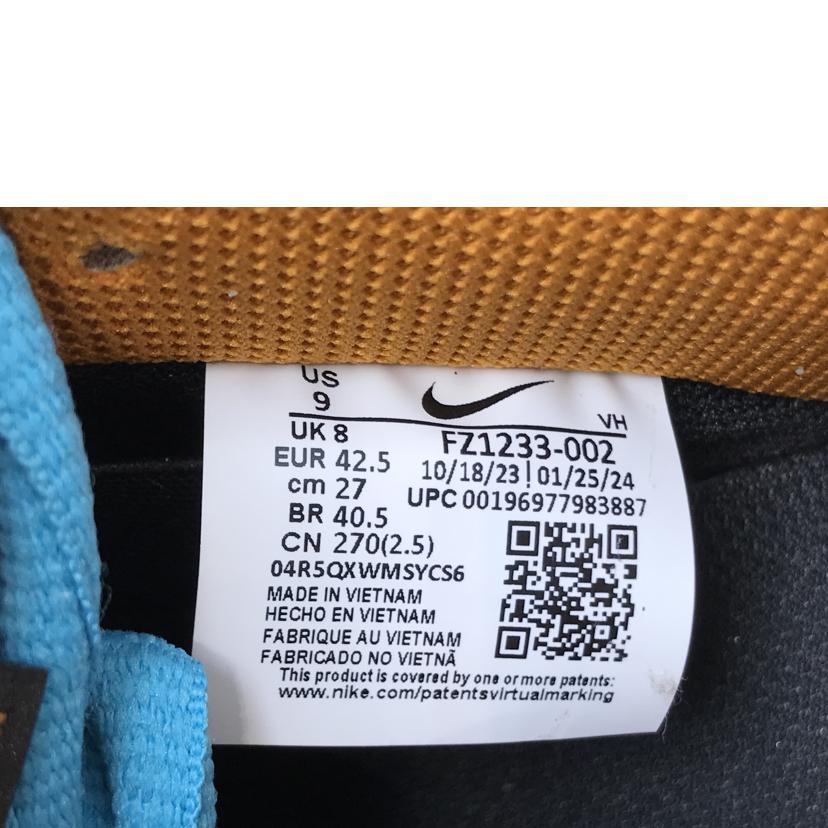 US
9
VH
UK 8
FZ1233-002
EUR 42.5
10/18/23 | 01/25/24
cm 27
UPC 00196977983887
BR 40.5
CN 270(2.5)
04R5QXWMSYCS6
MADE IN VIETNAM
HECHO EN VIETNAM
FABRIQUE AU VIETNAM
FABRICADO NO VIETNÃ
This product is covered by one or more patents:
www.nike.com/patentsvirtualmarking